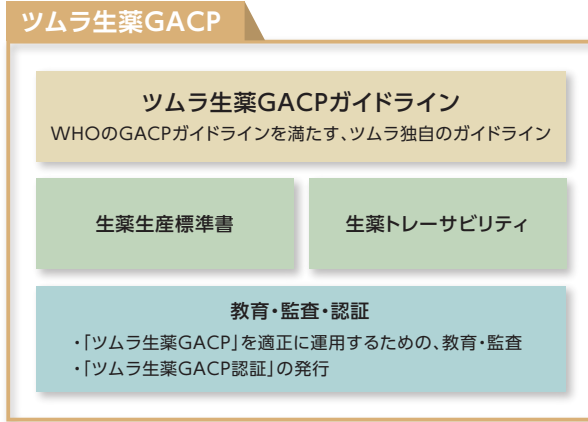 ツムラ生薬GACP
ツムラ生薬GACPガイドライン
WHOのGACPガイドラインを満たす、ツムラ独自のガイドライン
生薬生産標準書
生薬トレーサビリティ
教育・監査・認証
・「ツムラ生薬GACP」を適正に運用するための、教育・監査
・「ツムラ生薬GACP認証」の発行